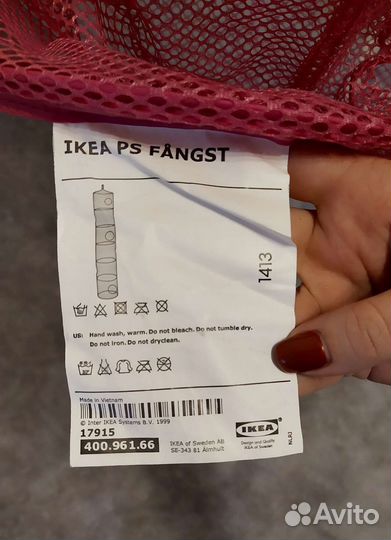 IKEA PS FÅNGST
1413
US: Hand wash, warm. Do not bleach. Do not tumble dry.
Do not iron. Do not dryclean.
Made in Vietnam
© Inter IKEA Systems B.V. 1999
17915
400.961.66
IKEA of Sweden AB
SE-343 81 Älmhult
IKEA
Design and Quality
IKEA of Sweden
Avito